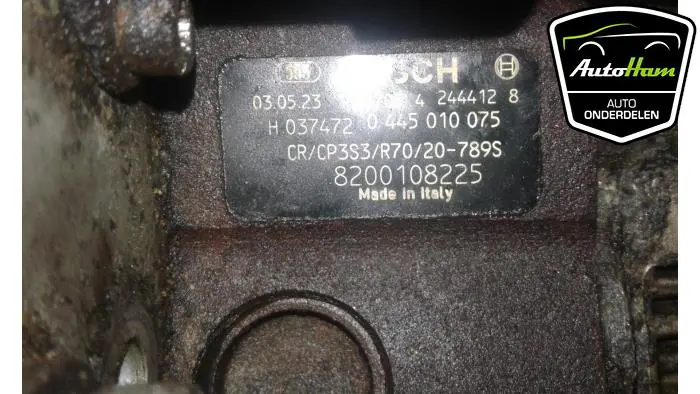 585
03.05.23 4 244412 8
H 037472 0 445 010 075
CR/CP3S3/R70/20-789S
8200108225
Made in Italy
AutoHam
AUTO
ONDERDELEN